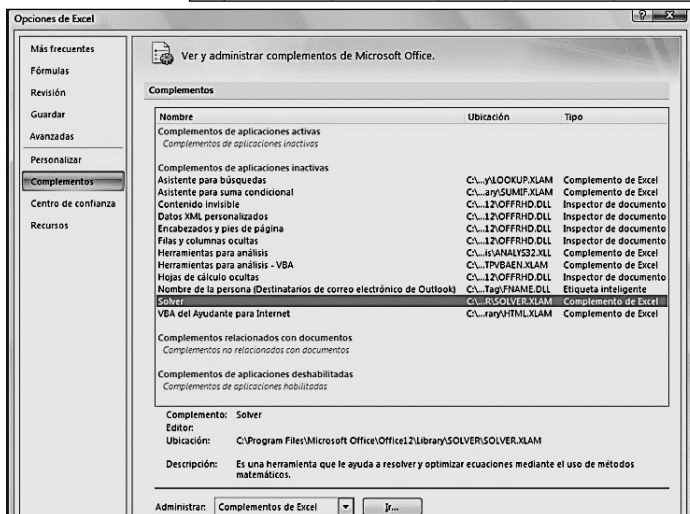 Opciones de Excel
Más frecuentes
Fórmulas
Revisión
Guardar
Avanzadas
Personalizar
Complementos
Centro de confianza
Recursos
Ver y administrar complementos de Microsoft Office.
Complementos
Nombre Ubicación Tipo
Complementos de aplicaciones activas
Complementos de aplicaciones inactivas
Complementos de aplicaciones inactivas
Asistente para búsquedas C:\...y\LOOKUP.XLAM Complemento de Excel
Asistente para suma condicional C:\...ary\SUMIF.XLAM Complemento de Excel
Contenido invisible C:\...12\OFFRHD.DLL Inspector de documento
Datos XML personalizados C:\...12\OFFRHD.DLL Inspector de documento
Encabezados y pies de página C:\...12\OFFRHD.DLL Inspector de documento
Filas y columnas ocultas C:\...12\OFFRHD.DLL Inspector de documento
Herramientas para análisis C:\...is\ANALYS32.XLL Complemento de Excel
Herramientas para análisis - VBA C:\...TPVBAEN.XLAM Complemento de Excel
Hojas de cálculo ocultas C:\...12\OFFRHD.DLL Inspector de documento
Nombre de la persona (Destinatarios de correo electrónico de Outlook) C:\...Tag\FNAME.DLL Etiqueta inteligente
Solver C:\...R\SOLVER.XLAM Complemento de Excel
VBA del Ayudante para Internet C:\...rary\HTML.XLAM Complemento de Excel
Complementos relacionados con documentos
Complementos no relacionados con documentos
Complementos de aplicaciones deshabilitadas
Complementos de aplicaciones habilitadas
Complemento: Solver
Editor:
Ubicación: C:\Program Files\Microsoft Office\Office12\Library\SOLVER\SOLVER.XLAM
Descripción: Es una herramienta que le ayuda a resolver y optimizar ecuaciones mediante el uso de métodos
matemáticos.
Administrar: Complementos de Excel Ir...